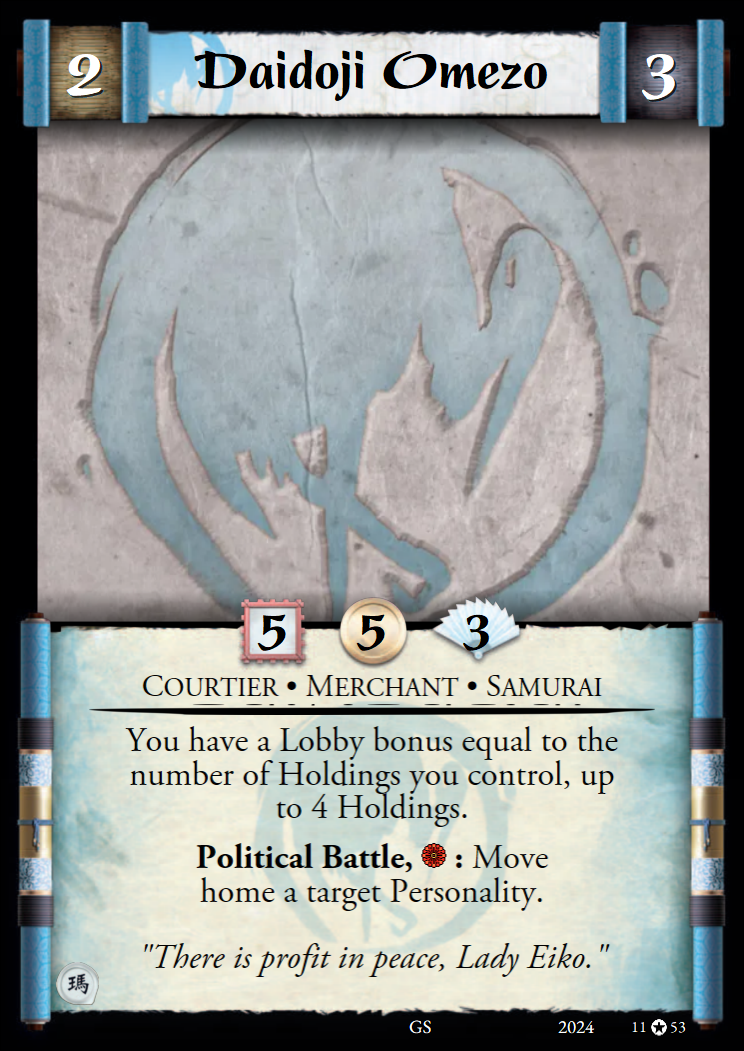 2 Daidoji Omezo 3
5 5 3
COURTIER • MERCHANT • SAMURAI
You have a Lobby bonus equal to the
number of Holdings you control, up
to 4 Holdings.
Political Battle, : Move
home a target Personality.
"There is profit in peace, Lady Eiko."
瑪
GS 2024 11 53